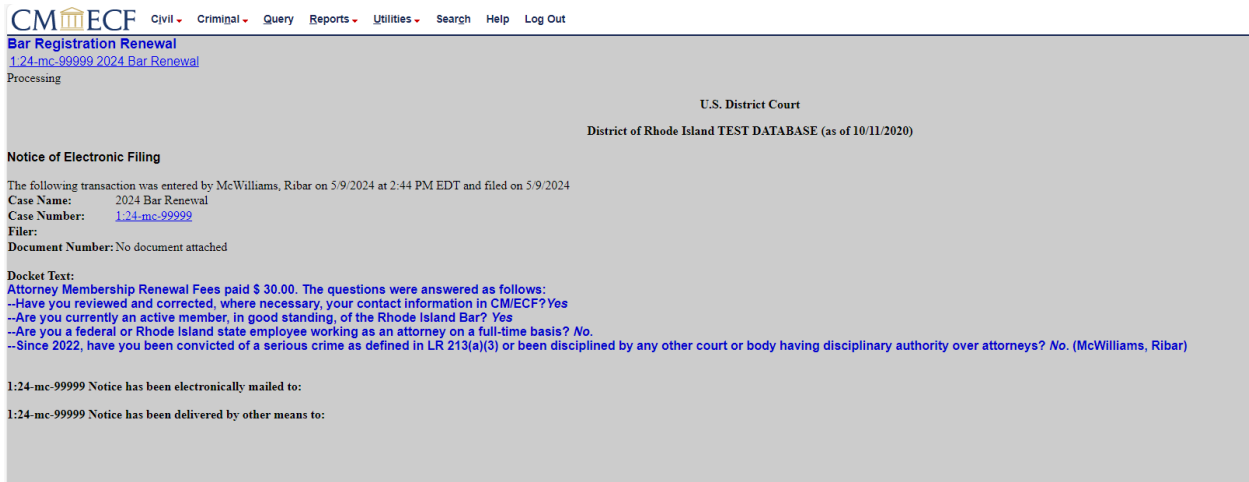 CM ECF Civil Criminal Query Reports Utilities Search Help Log Out
Bar Registration Renewal
1:24-mc-99999 2024 Bar Renewal
Processing
U.S. District Court
District of Rhode Island TEST DATABASE (as of 10/11/2020)
Notice of Electronic Filing
The following transaction was entered by McWilliams, Ribar on 5/9/2024 at 2:44 PM EDT and filed on 5/9/2024
Case Name: 2024 Bar Renewal
Case Number: 1:24-mc-99999
Filer:
Document Number: No document attached
Docket Text:
Attorney Membership Renewal Fees paid $ 30.00. The questions were answered as follows:
--Have you reviewed and corrected, where necessary, your contact information in CM/ECF?Yes
--Are you currently an active member, in good standing, of the Rhode Island Bar? Yes
--Are you a federal or Rhode Island state employee working as an attorney on a full-time basis? No.
--Since 2022, have you been convicted of a serious crime as defined in LR 213(a)(3) or been disciplined by any other court or body having disciplinary authority over attorneys? No. (McWilliams, Ribar)
1:24-mc-99999 Notice has been electronically mailed to:
1:24-mc-99999 Notice has been delivered by other means to: